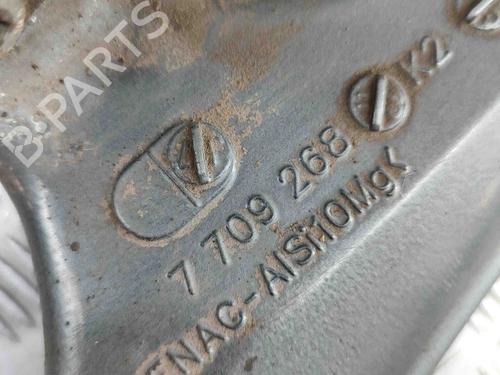 B-PARTS
7 709 268
K2
ENAC-AlSi10MgK